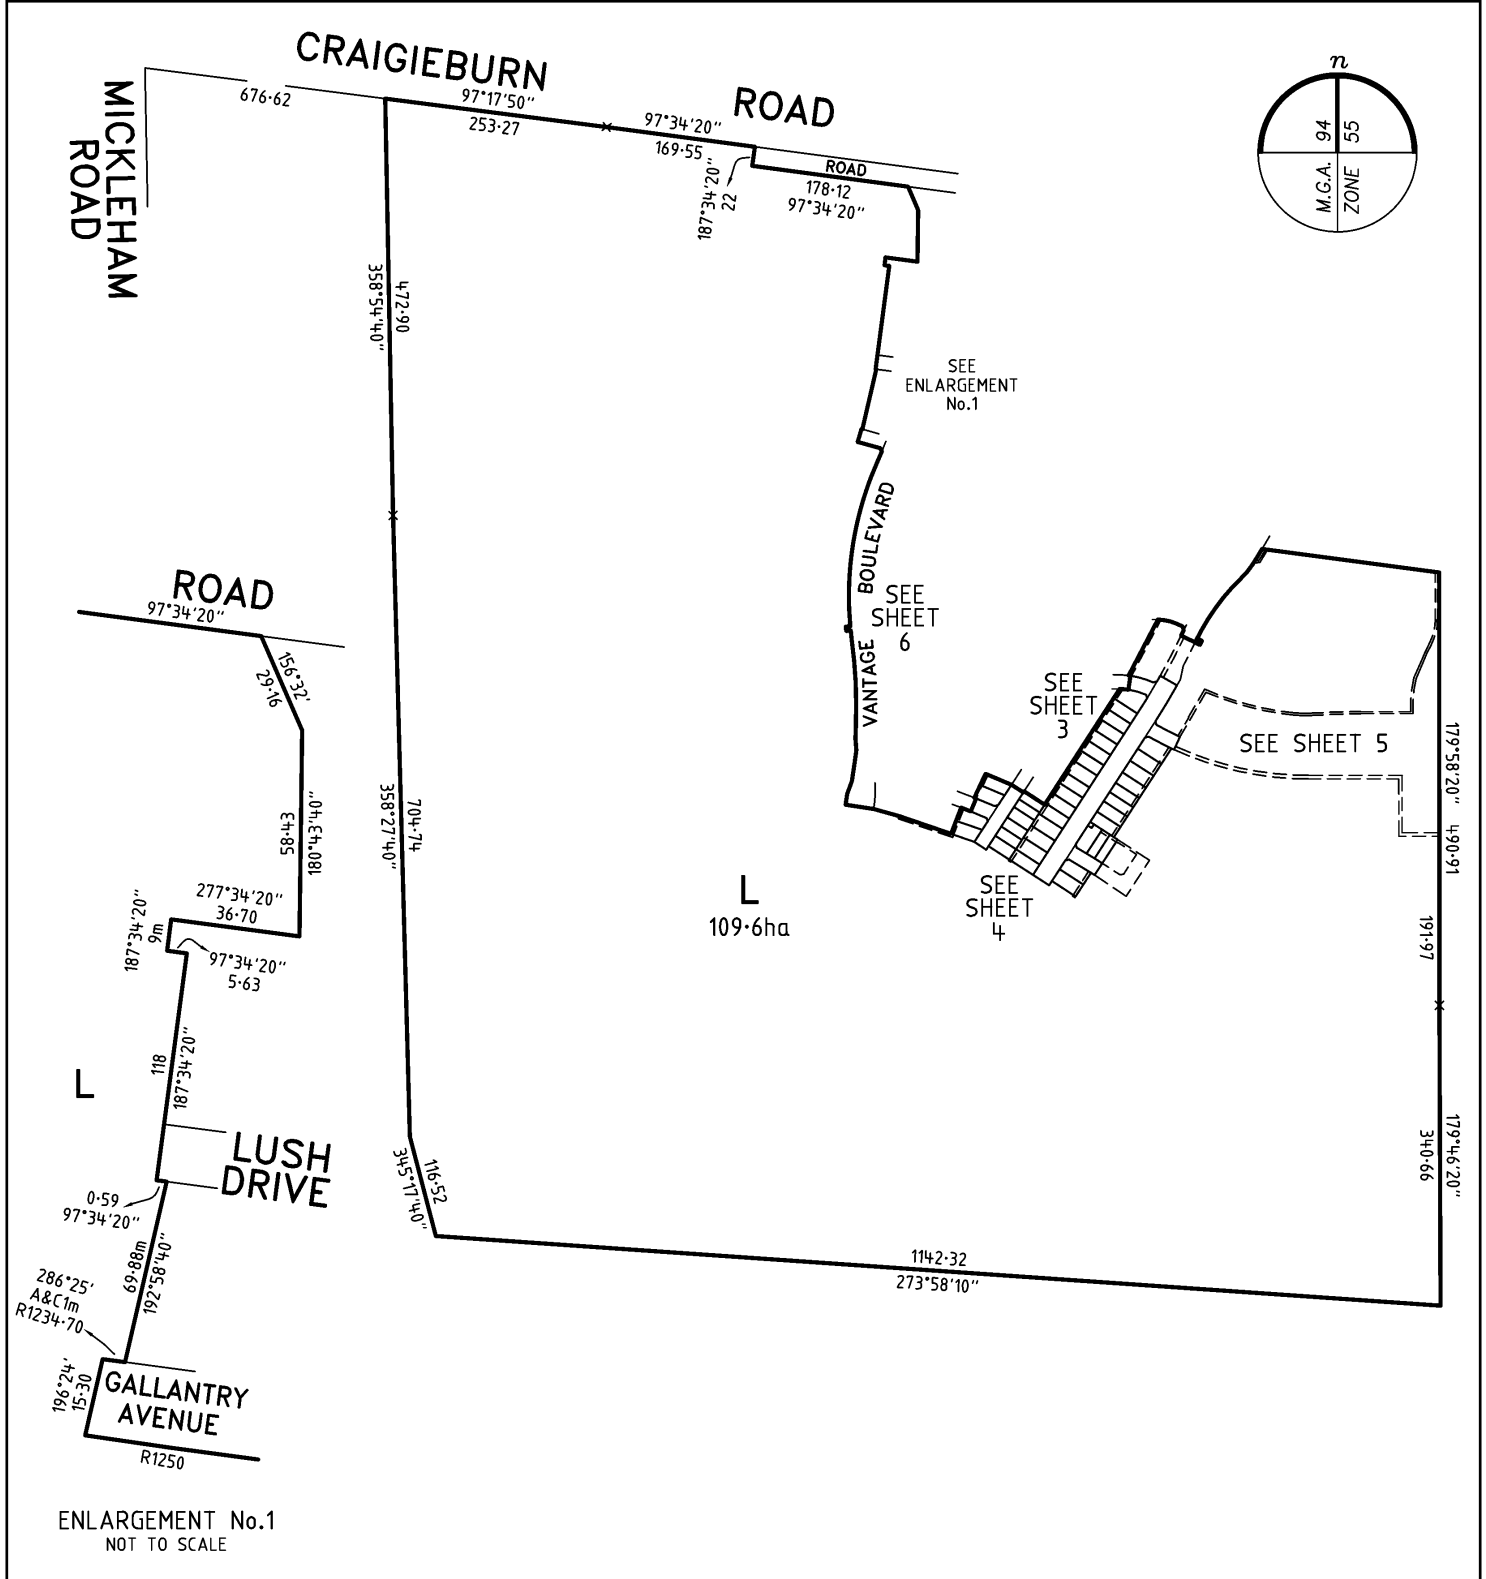 CRAIGIEBURN
ROAD
MICKLEHAM
ROAD
676·62
97°17'50"
253·27
97°34'20"
169·55
187°34'20"
22
ROAD
178·12
97°34'20"
n
M.G.A. 94
ZONE 55
472·90
358°54'40"
SEE
ENLARGEMENT
No.1
VANTAGE BOULEVARD
SEE
SHEET
6
SEE
SHEET
3
SEE SHEET 5
SEE
SHEET
4
L
109·6ha
704·74
358°27'40"
116·52
345°17'40"
1142·32
273°58'10"
179°58'20" 490·91
191·97
179°46'20"
340·66
ROAD
97°34'20"
156°32'
29·16
58·43
180°43'40"
277°34'20"
36·70
187°34'20"
9m
97°34'20"
5·63
118
187°34'20"
L
LUSH
DRIVE
0·59
97°34'20"
69·88m
192°58'40"
286°25'
A&C1m
R1234·70
196°24'
15·30
GALLANTRY
AVENUE
R1250
ENLARGEMENT No.1
NOT TO SCALE